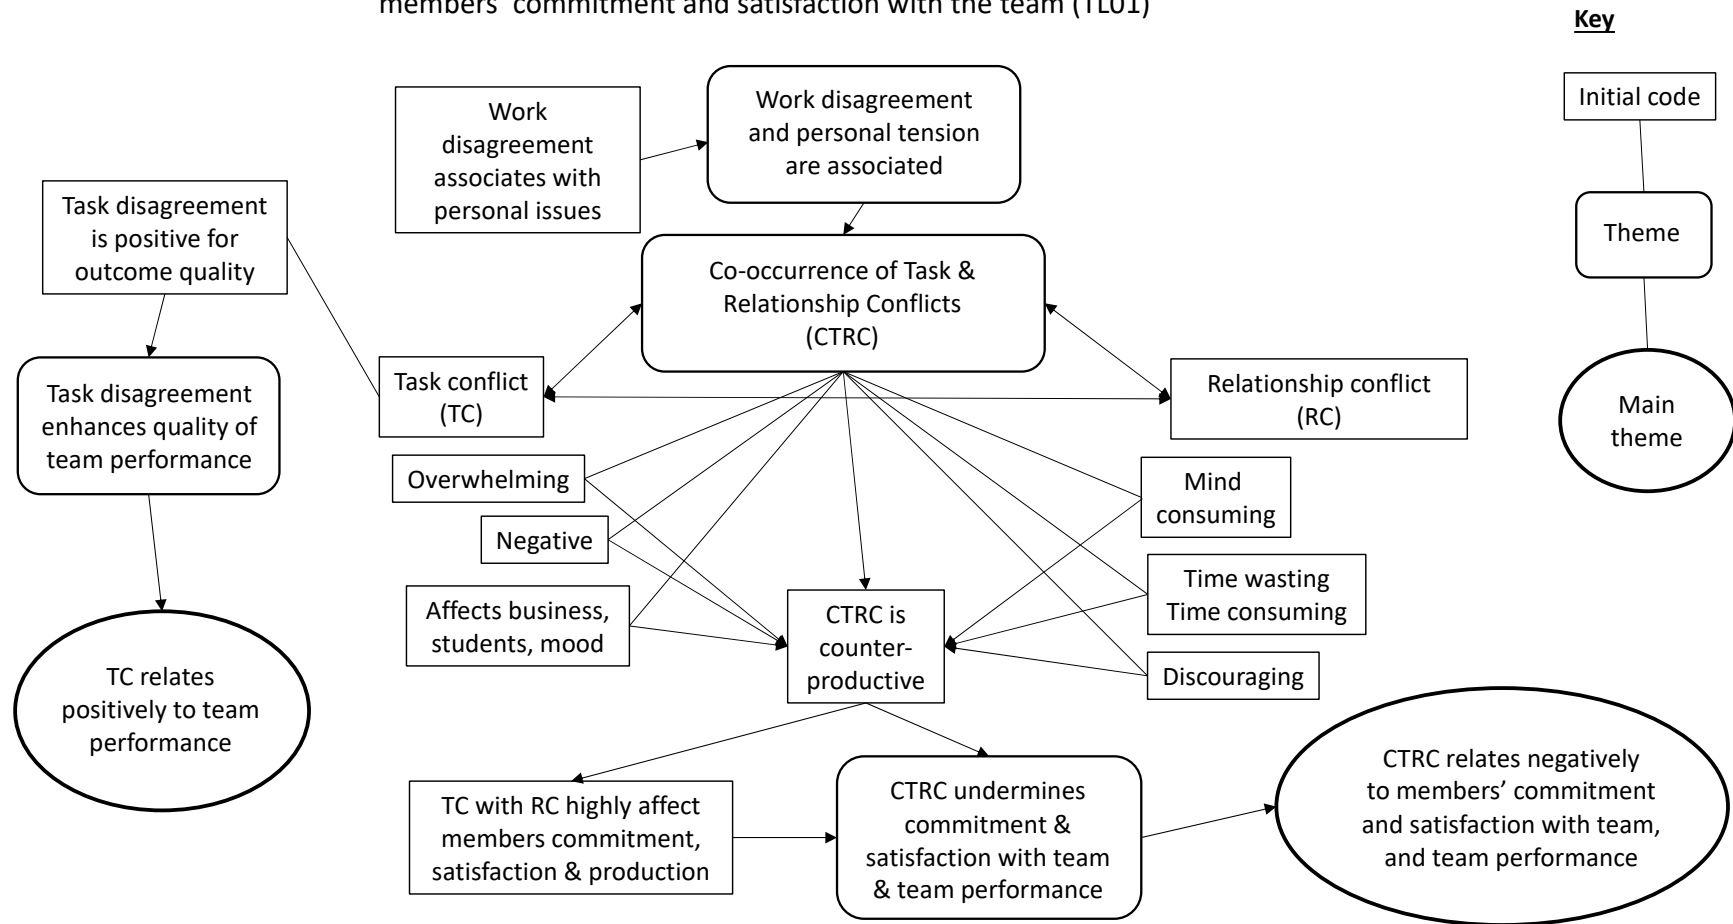 members' commitment and satisfaction with the team (TL01)
Key
Initial code
Theme
Main
theme
Work
disagreement
associates with
personal issues
Work disagreement
and personal tension
are associated
Task disagreement
is positive for
outcome quality
Co-occurrence of Task &
Relationship Conflicts
(CTRC)
Task disagreement
enhances quality of
team performance
Task conflict
(TC)
Relationship conflict
(RC)
Overwhelming
Negative
Affects business,
students, mood
Mind
consuming
Time wasting
Time consuming
Discouraging
CTRC is
counter-
productive
TC relates
positively to team
performance
TC with RC highly affect
members commitment,
satisfaction & production
CTRC undermines
commitment &
satisfaction with team
& team performance
CTRC relates negatively
to members' commitment
and satisfaction with team,
and team performance